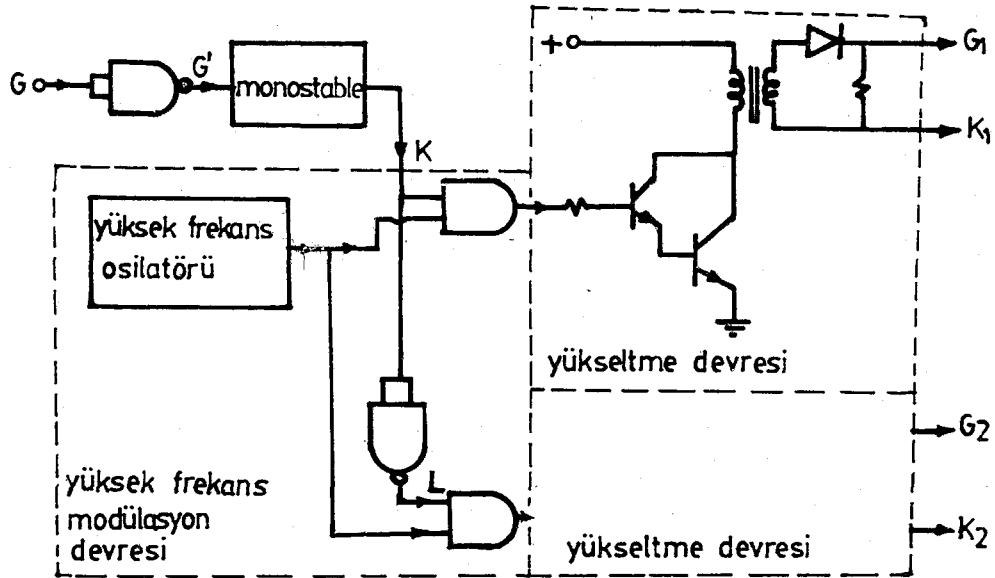 G
G'
monostable
K
yüksek frekans
osilatörü
L
yüksek frekans
modülasyon
devresi
+
G1
K1
yükseltme devresi
G2
K2
yükseltme devresi